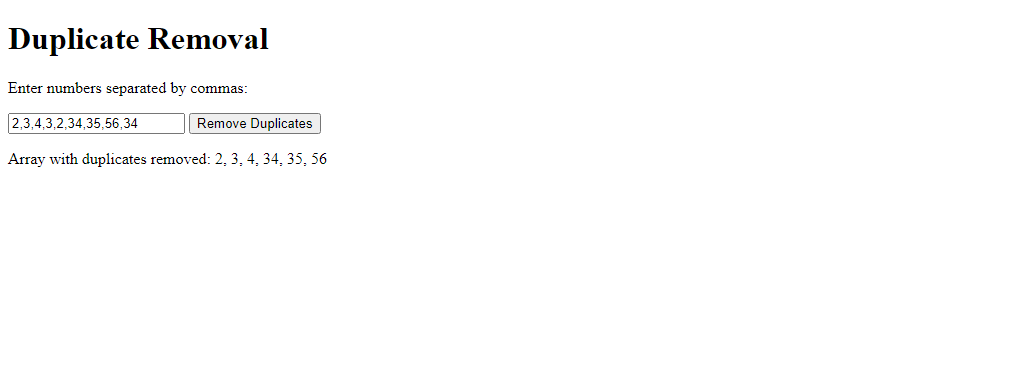 Duplicate Removal
Enter numbers separated by commas:
2,3,4,3,2,34,35,56,34 Remove Duplicates
Array with duplicates removed: 2, 3, 4, 34, 35, 56